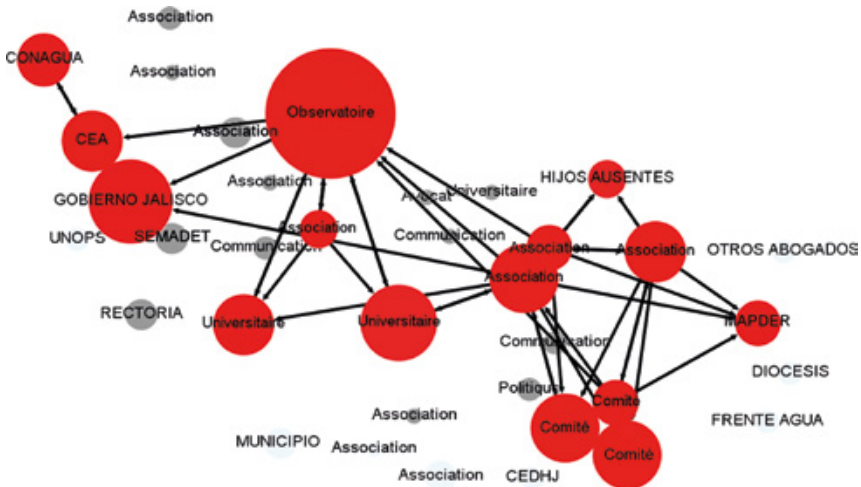 Association
CONAGUA
Association
Observatoire
Association
CEA
HIJOS AUSENTES
Association
Universitaire
Avocat
GOBIERNO JALISCO
Association
UNOPS
SEMADET
Communication
Communication
Association
Association
OTROS ABOGADOS
Association
RECTORIA
Universitaire
Universitaire
MAPDER
Communication
DIOCESIS
Politique
Comité
Association
FRENTE AGUA
Comité
MUNICIPIO
Association
Comité
Association
CEDHJ